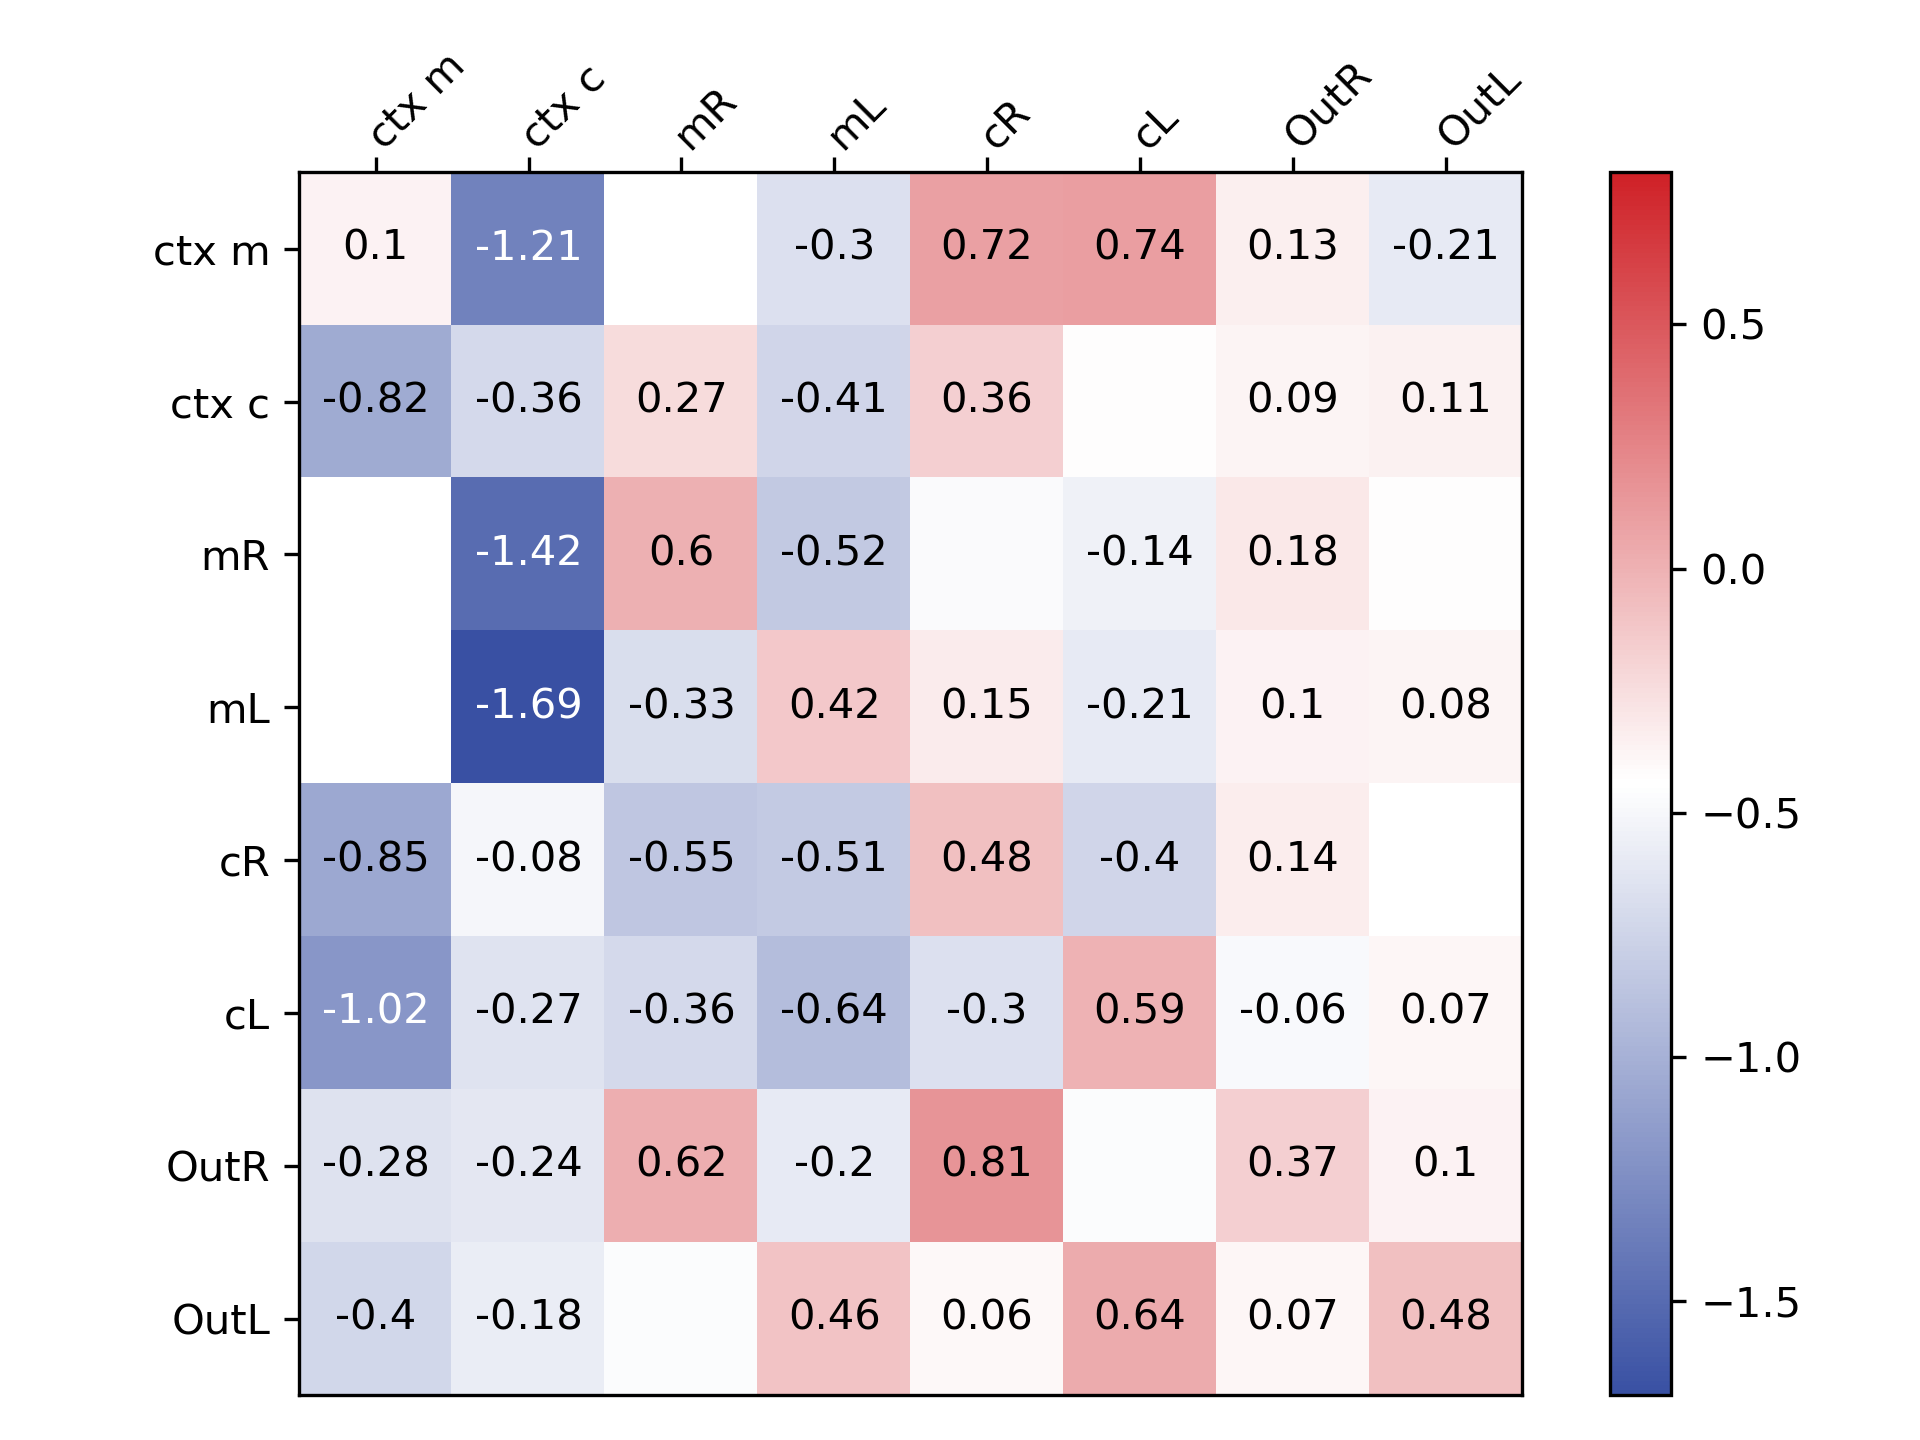 ctx m ctx c mR mL cR cL OutR OutL
ctx m 0.1 -1.21 -0.3 0.72 0.74 0.13 -0.21
ctx c -0.82 -0.36 0.27 -0.41 0.36 0.09 0.11
mR -1.42 0.6 -0.52 -0.14 0.18
mL -1.69 -0.33 0.42 0.15 -0.21 0.1 0.08
cR -0.85 -0.08 -0.55 -0.51 0.48 -0.4 0.14
cL -1.02 -0.27 -0.36 -0.64 -0.3 0.59 -0.06 0.07
OutR -0.28 -0.24 0.62 -0.2 0.81 0.37 0.1
OutL -0.4 -0.18 0.46 0.06 0.64 0.07 0.48
0.5
0.0
−0.5
−1.0
−1.5